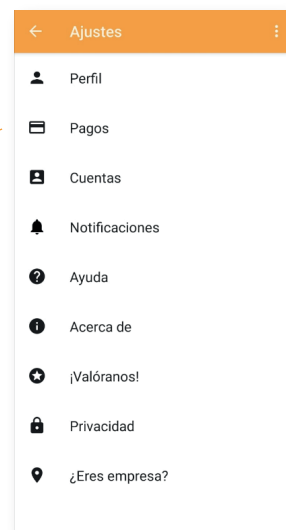 Ajustes
Perfil
Pagos
Cuentas
Notificaciones
Ayuda
Acerca de
¡Valóranos!
Privacidad
¿Eres empresa?